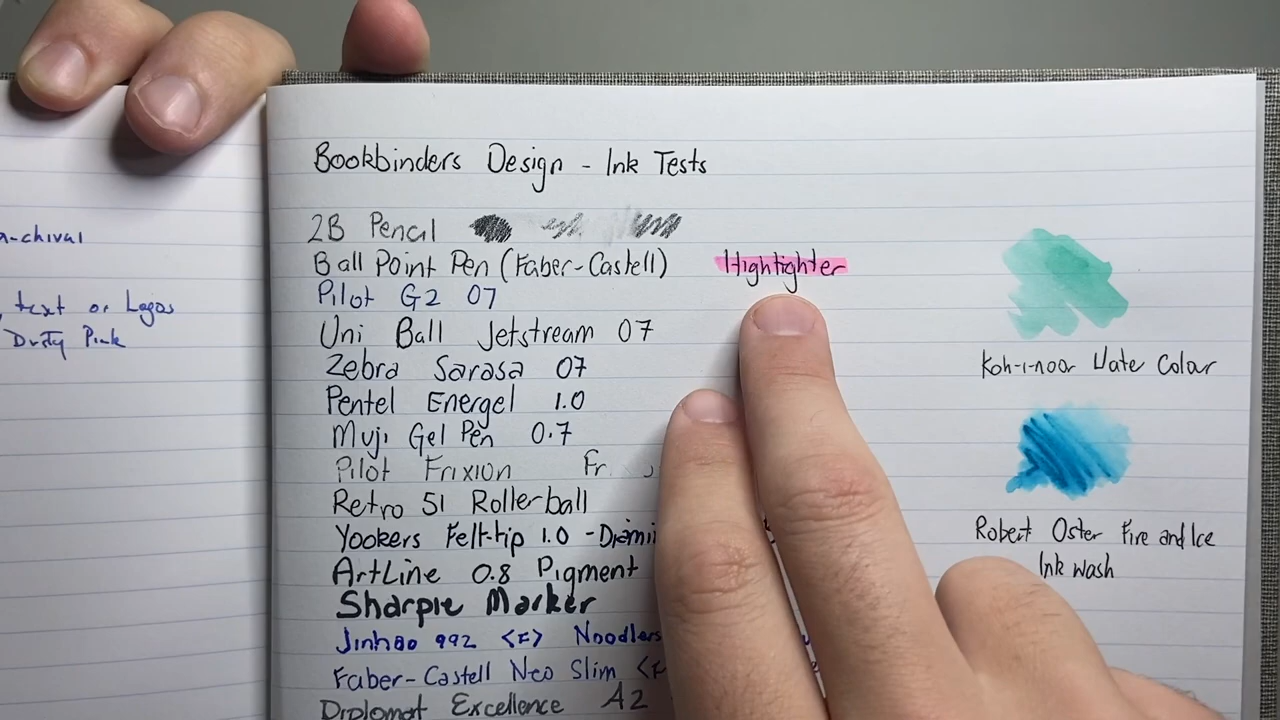 a-chival
, text or Logos
Dusty Pink
Bookbinders Design - Ink Tests
2B Pencil
Ball Point Pen (Faber-Castell)
Highlighter
Pilot G2 07
Uni Ball Jetstream 07
Zebra Sarasa 07
Pentel Energel 1.0
Muji Gel Pen 0.7
Pilot Frixion Fr
Retro 51 Rollerball
Yookers Felt-tip 1.0 - Diami
ArtLine 0.8 Pigment
Sharpie Marker
Jinhao 992 <F> Noodlers
Faber-Castell Neo Slim <F
Diplomat Excellence A2
Koh-i-noor Wate Colour
Robert Oster Fire and Ice
Ink Wash